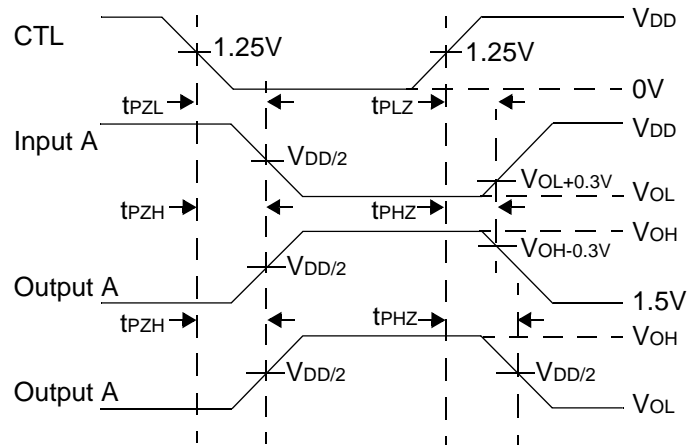 CTL
1.25V
1.25V
VDD
0V
tPZL
tPLZ
Input A
VDD/2
VDD
VOL+0.3V
VOL
tPZH
tPHZ
VOH
VDD/2
VOH-0.3V
Output A
1.5V
tPZH
tPHZ
VOH
VDD/2
VDD/2
Output A
VOL